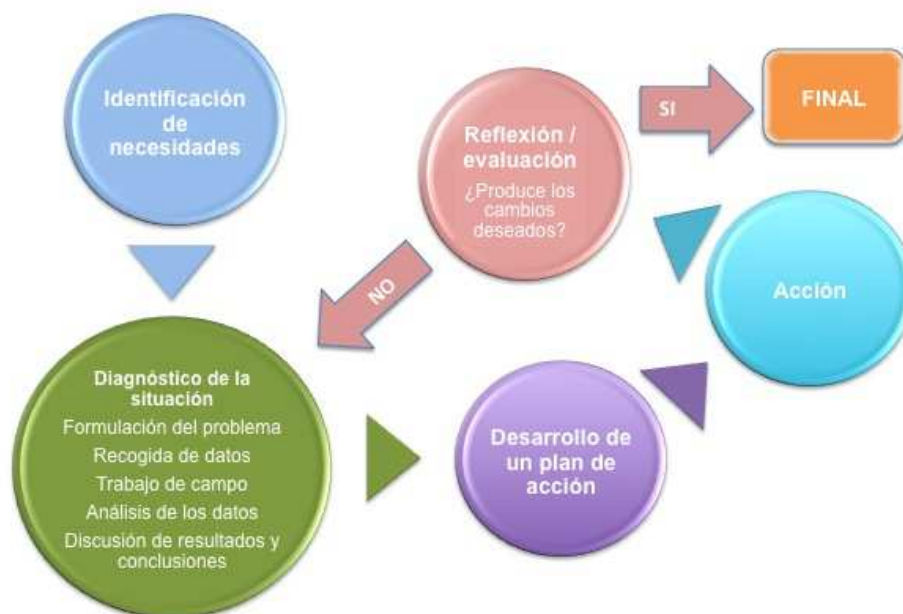 Identificación
de
necesidades
Diagnóstico de la
situación
Formulación del problema
Recogida de datos
Trabajo de campo
Análisis de los datos
Discusión de resultados y
conclusiones
Desarrollo de
un plan de
acción
Acción
Reflexión /
evaluación
¿Produce los
cambios
deseados?
NO
SI
FINAL